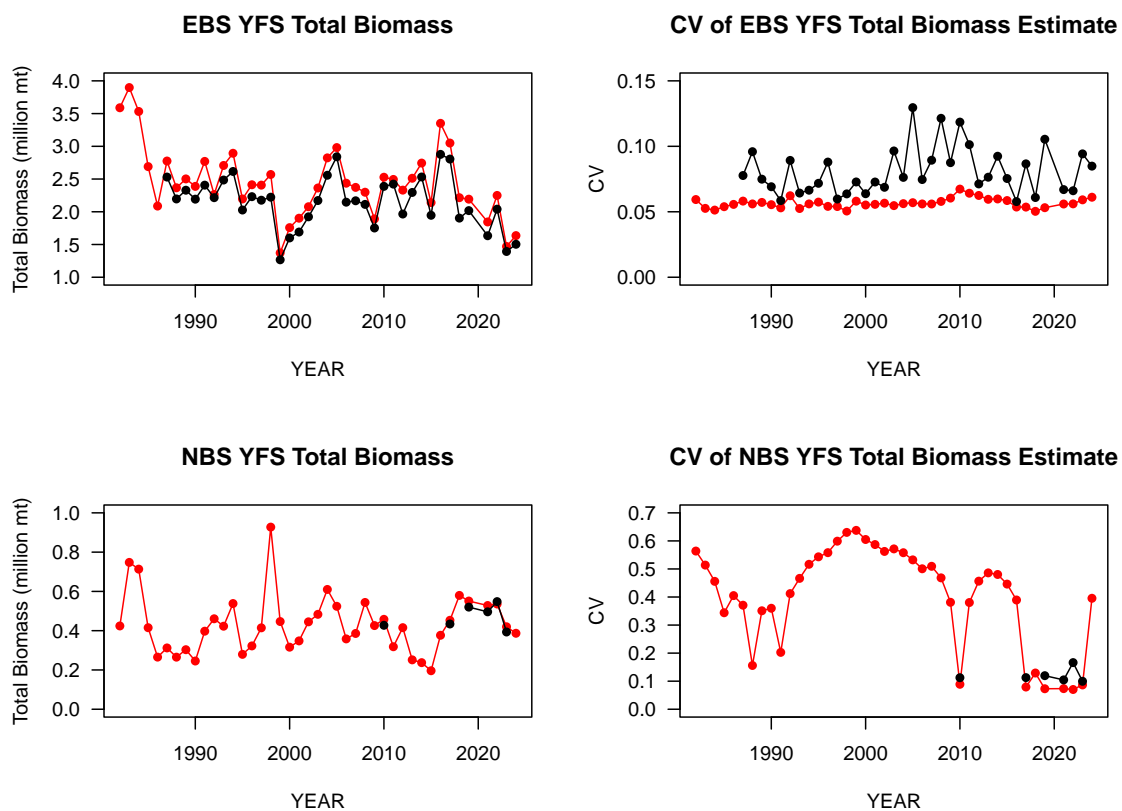 EBS YFS Total Biomass
Total Biomass (million mt)
4.0
3.5
3.0
2.5
2.0
1.5
1.0
1990 2000 2010 2020
YEAR
CV of EBS YFS Total Biomass Estimate
CV
0.15
0.10
0.05
0.00
1990 2000 2010 2020
YEAR
NBS YFS Total Biomass
Total Biomass (million mt)
1.0
0.8
0.6
0.4
0.2
0.0
1990 2000 2010 2020
YEAR
CV of NBS YFS Total Biomass Estimate
CV
0.7
0.6
0.5
0.4
0.3
0.2
0.1
0.0
1990 2000 2010 2020
YEAR